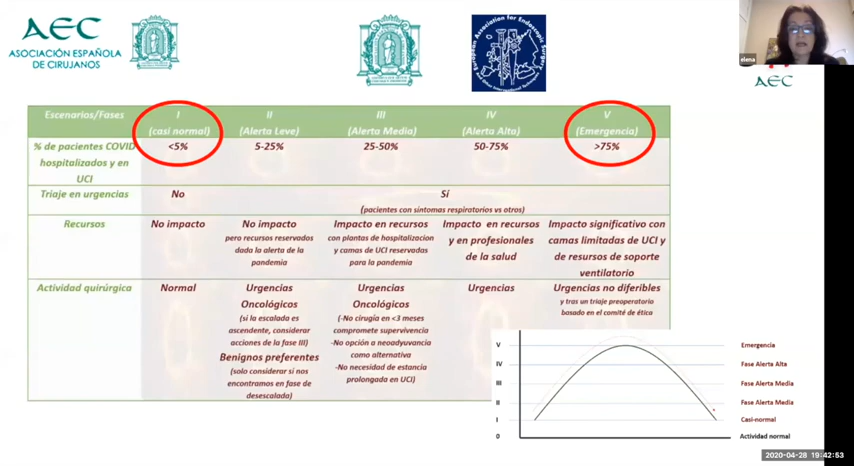 AEC
ASOCIACIÓN ESPAÑOLA
DE CIRUJANOS
European Association for Endoscopic Surgery
elena
AEC
Escenarios/Fases
I
(casi normal)
II
(Alerta Leve)
III
(Alerta Media)
IV
(Alerta Alta)
V
(Emergencia)
% de pacientes COVID
hospitalizados y en
UCI
<5%
5-25%
25-50%
50-75%
>75%
Triaje en urgencias
No
Sí
(pacientes con síntomas respiratorios vs otros)
Recursos
No impacto
No impacto
pero recursos reservados
dada la alerta de la
pandemia
Impacto en recursos
con plantas de hospitalizacion
y camas de UCI reservadas
para la pandemia
Impacto en recursos
y en profesionales
de la salud
Impacto significativo con
camas limitadas de UCI y
de resursos de soporte
ventilatorio
Actividad quirúrgica
Normal
Urgencias
Oncológicos
(si la escalada es
ascendente, considerar
acciones de la fase III)
Benignos preferentes
(solo considerar si nos
encontramos en fase de
desescalada)
Urgencias
Oncológicos
(-No cirugía en <3 meses
compromete supervivencia
-No opción a neoadyuvancia
como alternativa
-No necesidad de estancia
prolongada en UCI)
Urgencias
Urgencias no diferibles
y tras un triaje preoperatorio
basado en el comité de ética
V
Emergencia
IV
Fase Alerta Alta
III
Fase Alerta Media
II
Fase Alerta Media
I
Casi-normal
0
Actividad normal
2020-04-28 19:42:53